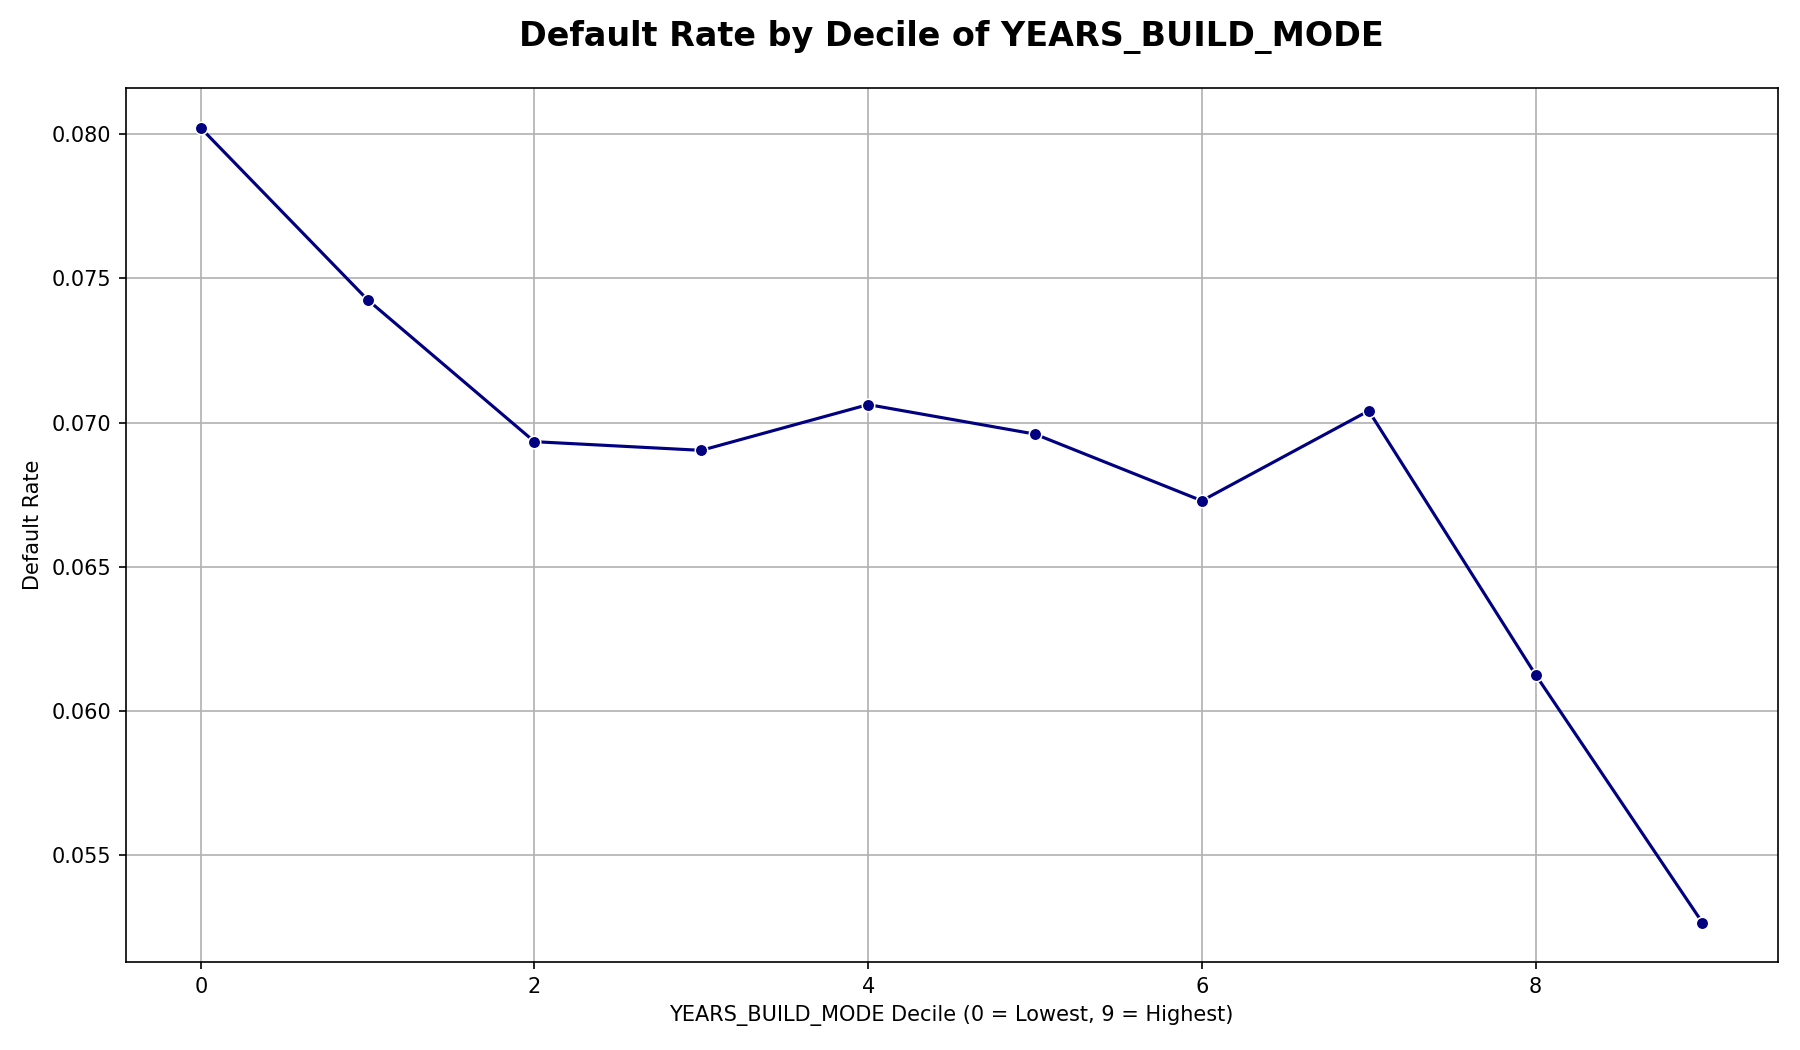 Default Rate by Decile of YEARS_BUILD_MODE
0.080
0.075
0.070
0.065
0.060
0.055
Default Rate
0 2 4 6 8
YEARS_BUILD_MODE Decile (0 = Lowest, 9 = Highest)